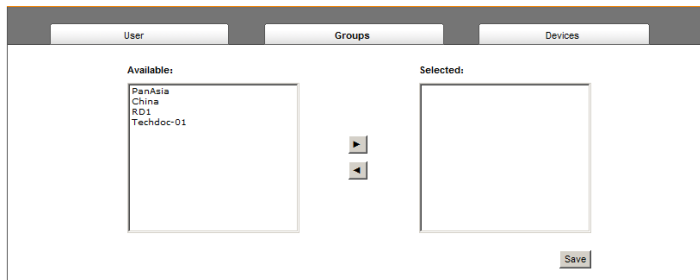 User Groups Devices
Available: Selected:
PanAsia
China
RD1
Techdoc-01
Save